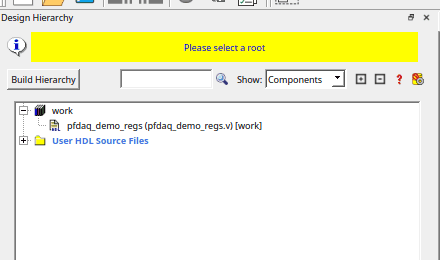 Design Hierarchy
Please select a root
Build Hierarchy
Show: Components
work
pfdaq_demo_regs (pfdaq_demo_regs.v) [work]
User HDL Source Files